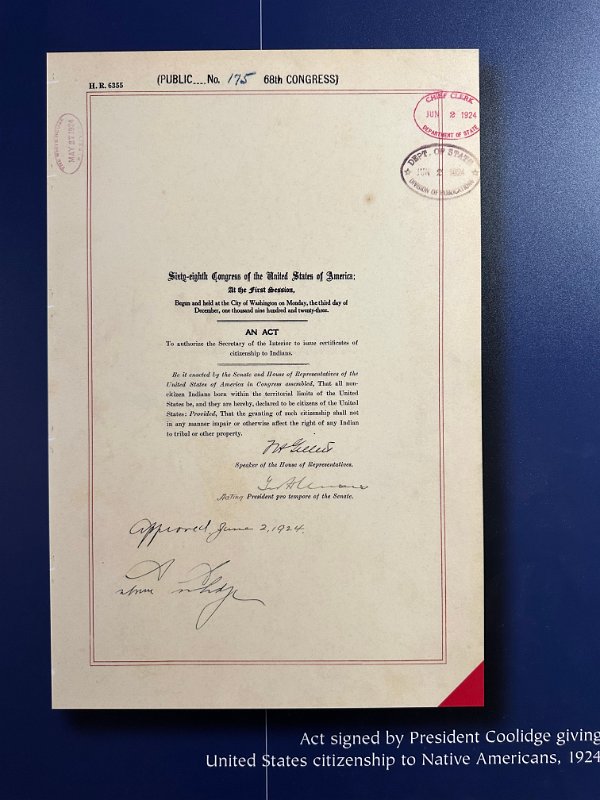 H. R. 6355
(PUBLIC....No. 175 68th CONGRESS)
CHIEF CLERK
JUN 2 1924
DEPARTMENT OF STATE
MAY 27 1924
DEPT. OF STATE
JUN 2 1924
DIVISION OF PUBLICATION
Sixty-eighth Congress of the United States of America;
At the First Session,
Begun and held at the City of Washington on Monday, the third day of
December, one thousand nine hundred and twenty-three.
AN ACT
To authorize the Secretary of the Interior to issue certificates of
citizenship to Indians.
Be it enacted by the Senate and House of Representatives of the
United States of America in Congress assembled, That all non-
citizen Indians born within the territorial limits of the United
States be, and they are hereby, declared to be citizens of the United
States: Provided, That the granting of such citizenship shall not
in any manner impair or otherwise affect the right of any Indian
to tribal or other property.
Speaker of the House of Representatives.
Acting President pro tempore of the Senate.
Approved, June 2, 1924.
Act signed by President Coolidge giving
United States citizenship to Native Americans, 1924